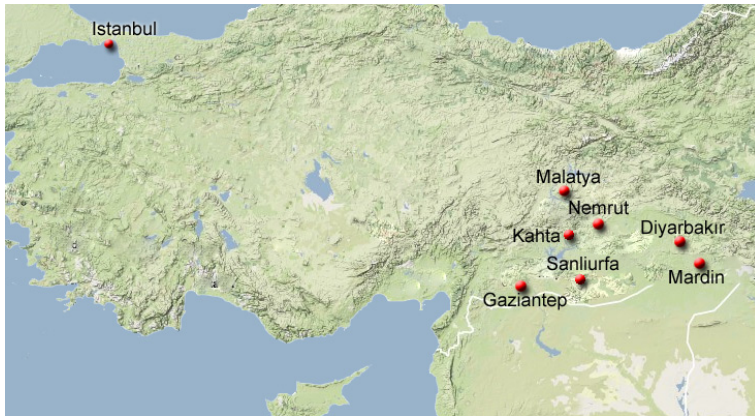 Istanbul
Malatya
Nemrut
Kahta
Diyarbakır
Sanliurfa
Mardin
Gaziantep